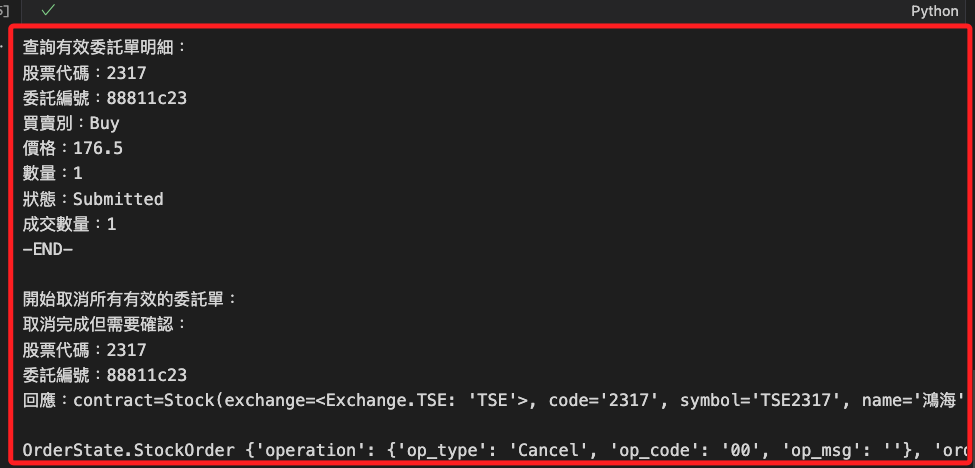 5]
Python
查詢有效委託單明細：
股票代碼：2317
委託編號：88811c23
買賣別：Buy
價格：176.5
數量：1
狀態：Submitted
成交數量：1
-END-
開始取消所有有效的委託單：
取消完成但需要確認：
股票代碼：2317
委託編號：88811c23
回應：contract=Stock(exchange=<Exchange.TSE: 'TSE'>, code='2317', symbol='TSE2317', name='鴻海'
OrderState.StockOrder {'operation': {'op_type': 'Cancel', 'op_code': '00', 'op_msg': ''}, 'ord